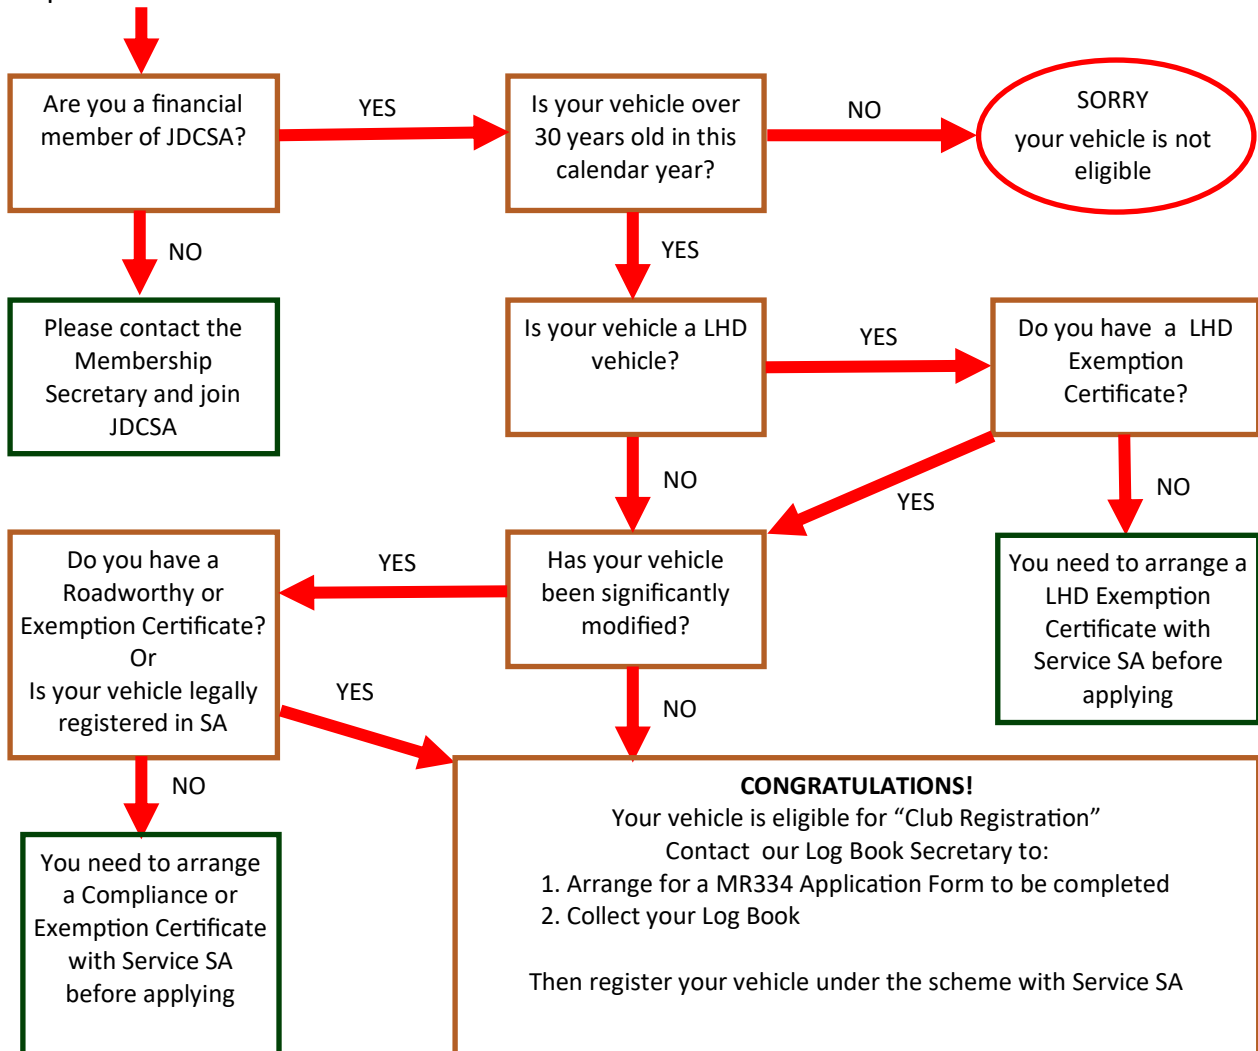 Are you a financial
member of JDCSA?
YES
Is your vehicle over
30 years old in this
calendar year?
NO
SORRY
your vehicle is not
eligible
NO
YES
Please contact the
Membership
Secretary and join
JDCSA
Is your vehicle a LHD
vehicle?
YES
Do you have a LHD
Exemption
Certificate?
NO
YES
NO
Do you have a
Roadworthy or
Exemption Certificate?
Or
Is your vehicle legally
registered in SA
YES
Has your vehicle
been significantly
modified?
You need to arrange a
LHD Exemption
Certificate with
Service SA before
applying
YES
NO
NO
You need to arrange
a Compliance or
Exemption Certificate
with Service SA
before applying
CONGRATULATIONS!
Your vehicle is eligible for “Club Registration”
Contact our Log Book Secretary to:
1. Arrange for a MR334 Application Form to be completed
2. Collect your Log Book
Then register your vehicle under the scheme with Service SA